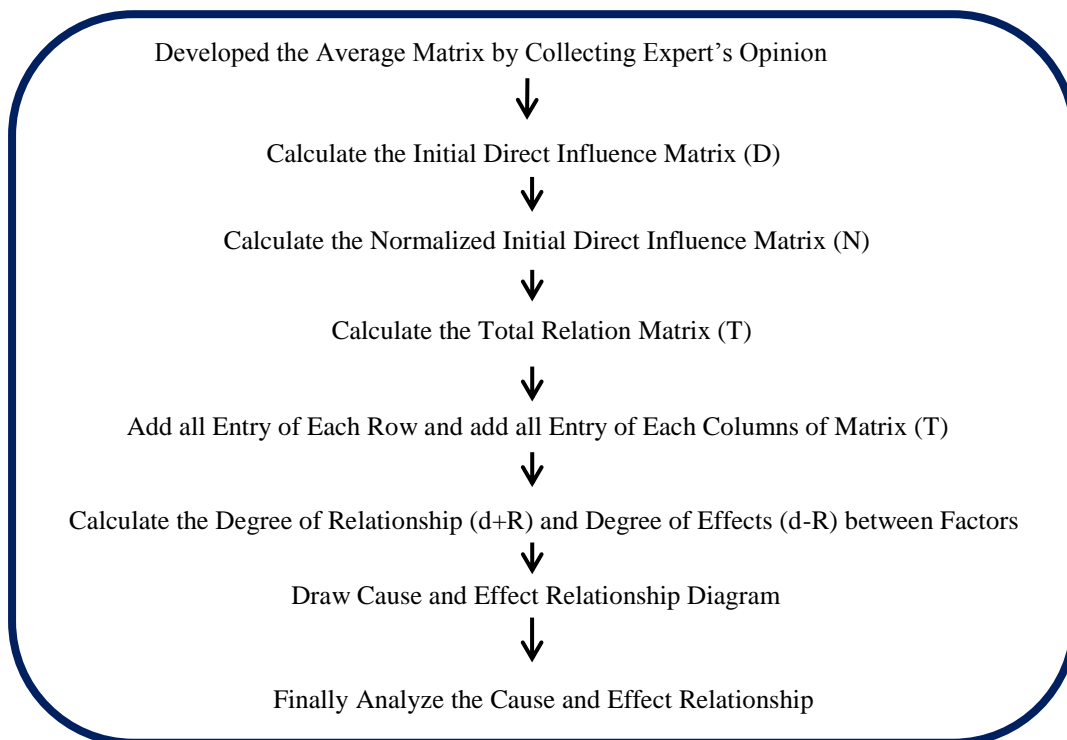 Developed the Average Matrix by Collecting Expert’s Opinion
Calculate the Initial Direct Influence Matrix (D)
Calculate the Normalized Initial Direct Influence Matrix (N)
Calculate the Total Relation Matrix (T)
Add all Entry of Each Row and add all Entry of Each Columns of Matrix (T)
Calculate the Degree of Relationship (d+R) and Degree of Effects (d-R) between Factors
Draw Cause and Effect Relationship Diagram
Finally Analyze the Cause and Effect Relationship